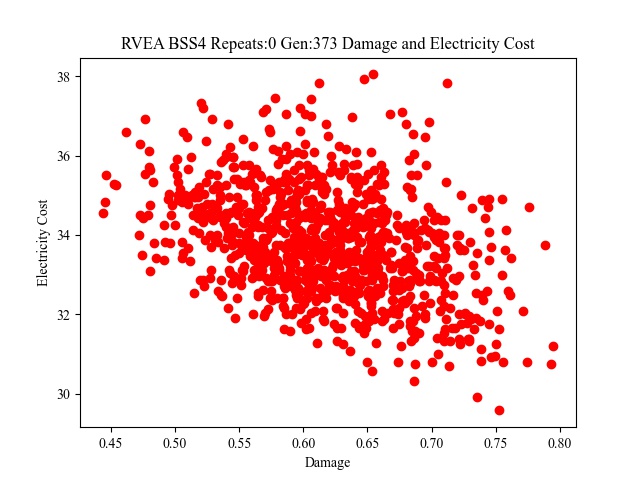 RVEA BSS4 Repeats:0 Gen:373 Damage and Electricity Cost
38
36
34
32
30
Electricity Cost
0.45 0.50 0.55 0.60 0.65 0.70 0.75 0.80
Damage